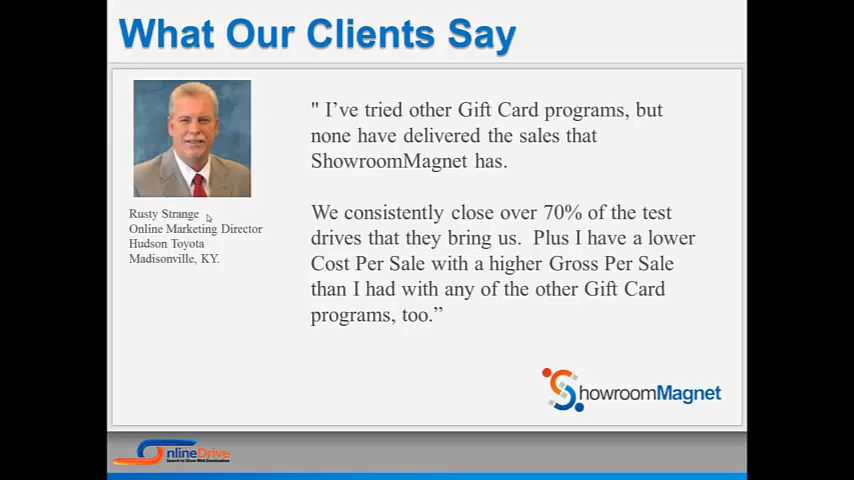 What Our Clients Say
" I’ve tried other Gift Card programs, but
none have delivered the sales that
ShowroomMagnet has.
We consistently close over 70% of the test
drives that they bring us.  Plus I have a lower
Cost Per Sale with a higher Gross Per Sale
than I had with any of the other Gift Card
programs, too.”
Rusty Strange
Online Marketing Director
Hudson Toyota
Madisonville, KY.
ShowroomMagnet
OnlineDrive